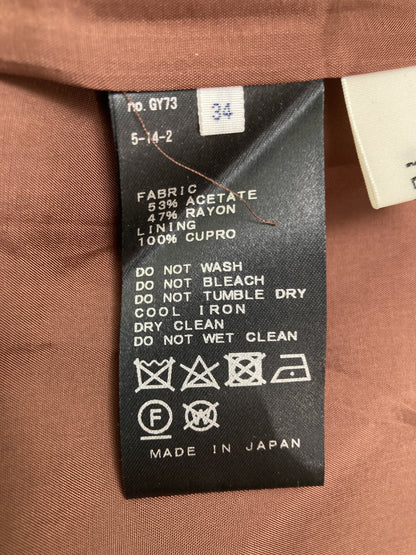 no. GY73
34
5-14-2
FABRIC
53% ACETATE
47% RAYON
LINING
100% CUPRO
DO NOT WASH
DO NOT BLEACH
DO NOT TUMBLE DRY
COOL IRON
DRY CLEAN
DO NOT WET CLEAN
F W
MADE IN JAPAN